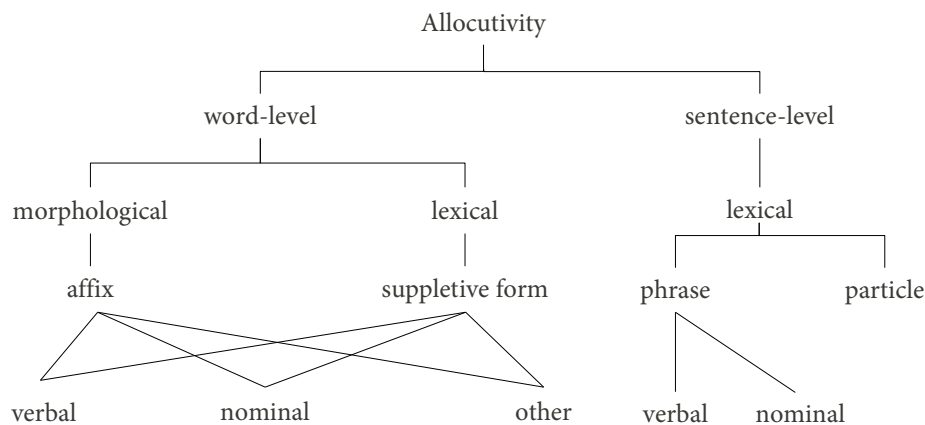 Allocutivity
word-level sentence-level
morphological lexical lexical
affix suppletive form phrase particle
verbal nominal other verbal nominal